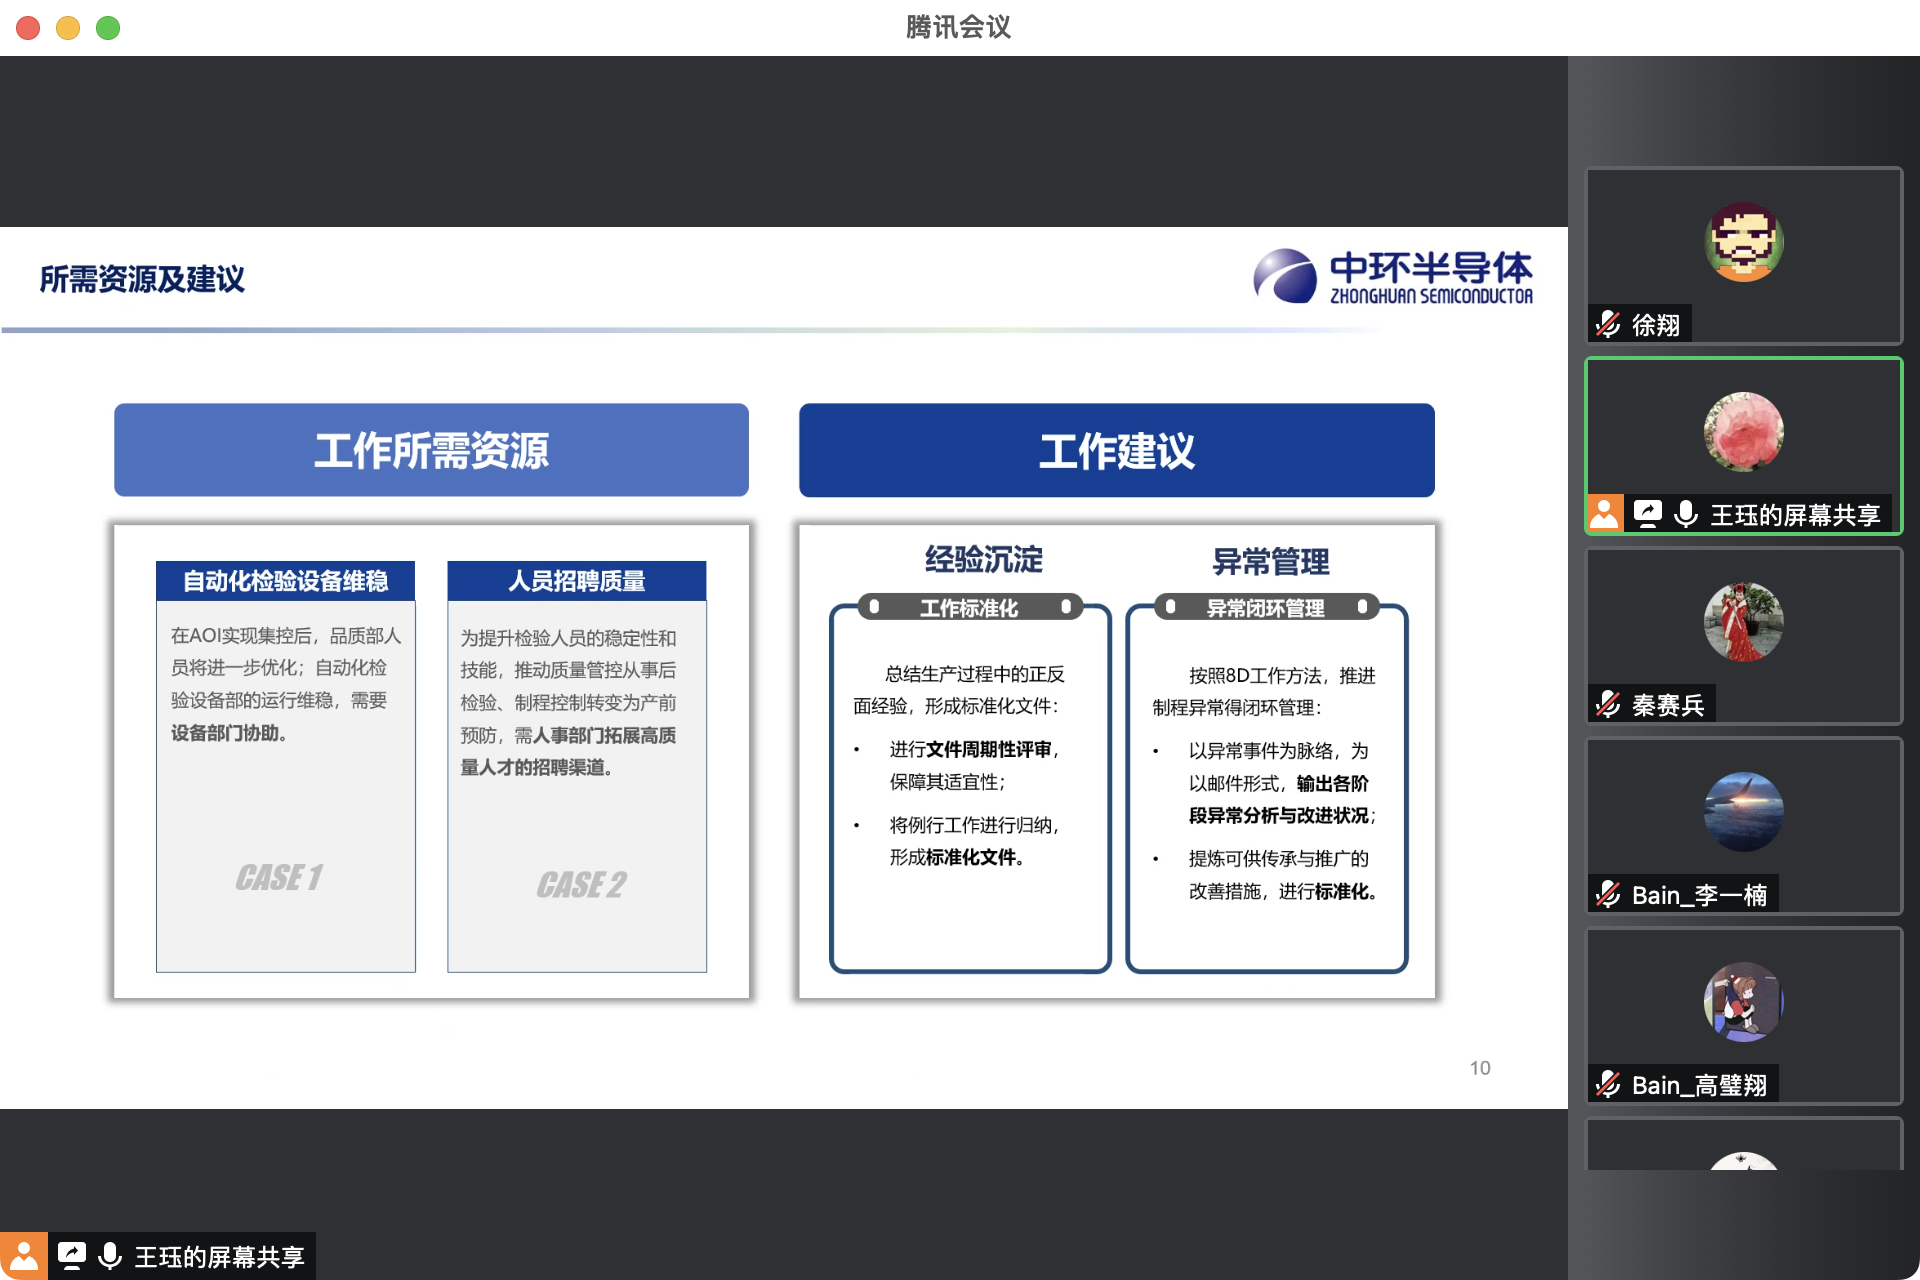 腾讯会议
所需资源及建议
中环半导体
ZHONGHUAN SEMICONDUCTOR
工作所需资源
自动化检验设备维稳
在AOI实现集控后，品质部人
员将进一步优化；自动化检
验设备部的运行维稳，需要
设备部门协助。
CASE 1
人员招聘质量
为提升检验人员的稳定性和
技能，推动质量管控从事后
检验、制程控制转变为产前
预防，需人事部门拓展高质
量人才的招聘渠道。
CASE 2
工作建议
经验沉淀
工作标准化
总结生产过程中的正反
面经验，形成标准化文件：
• 进行文件周期性评审，
保障其适宜性；
• 将例行工作进行归纳，
形成标准化文件。
异常管理
异常闭环管理
按照8D工作方法，推进
制程异常得闭环管理：
• 以异常事件为脉络，为
以邮件形式，输出各阶
段异常分析与改进状况；
• 提炼可供传承与推广的
改善措施，进行标准化。
10
徐翔
王珏的屏幕共享
秦赛兵
Bain_李一楠
Bain_高璧翔
王珏的屏幕共享